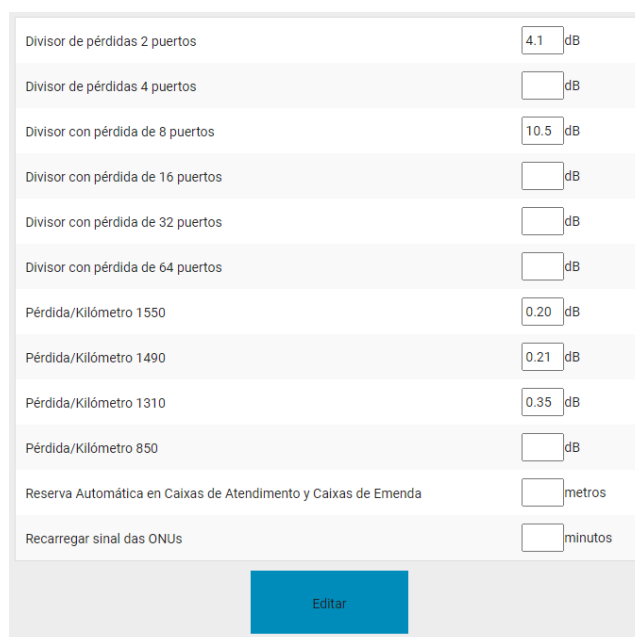 Divisor de pérdidas 2 puertos 4.1 dB
Divisor de pérdidas 4 puertos dB
Divisor con pérdida de 8 puertos 10.5 dB
Divisor con pérdida de 16 puertos dB
Divisor con pérdida de 32 puertos dB
Divisor con pérdida de 64 puertos dB
Pérdida/Kilómetro 1550 0.20 dB
Pérdida/Kilómetro 1490 0.21 dB
Pérdida/Kilómetro 1310 0.35 dB
Pérdida/Kilómetro 850 dB
Reserva Automática en Caixas de Atendimento y Caixas de Emenda metros
Recarregar sinal das ONUs minutos
Editar